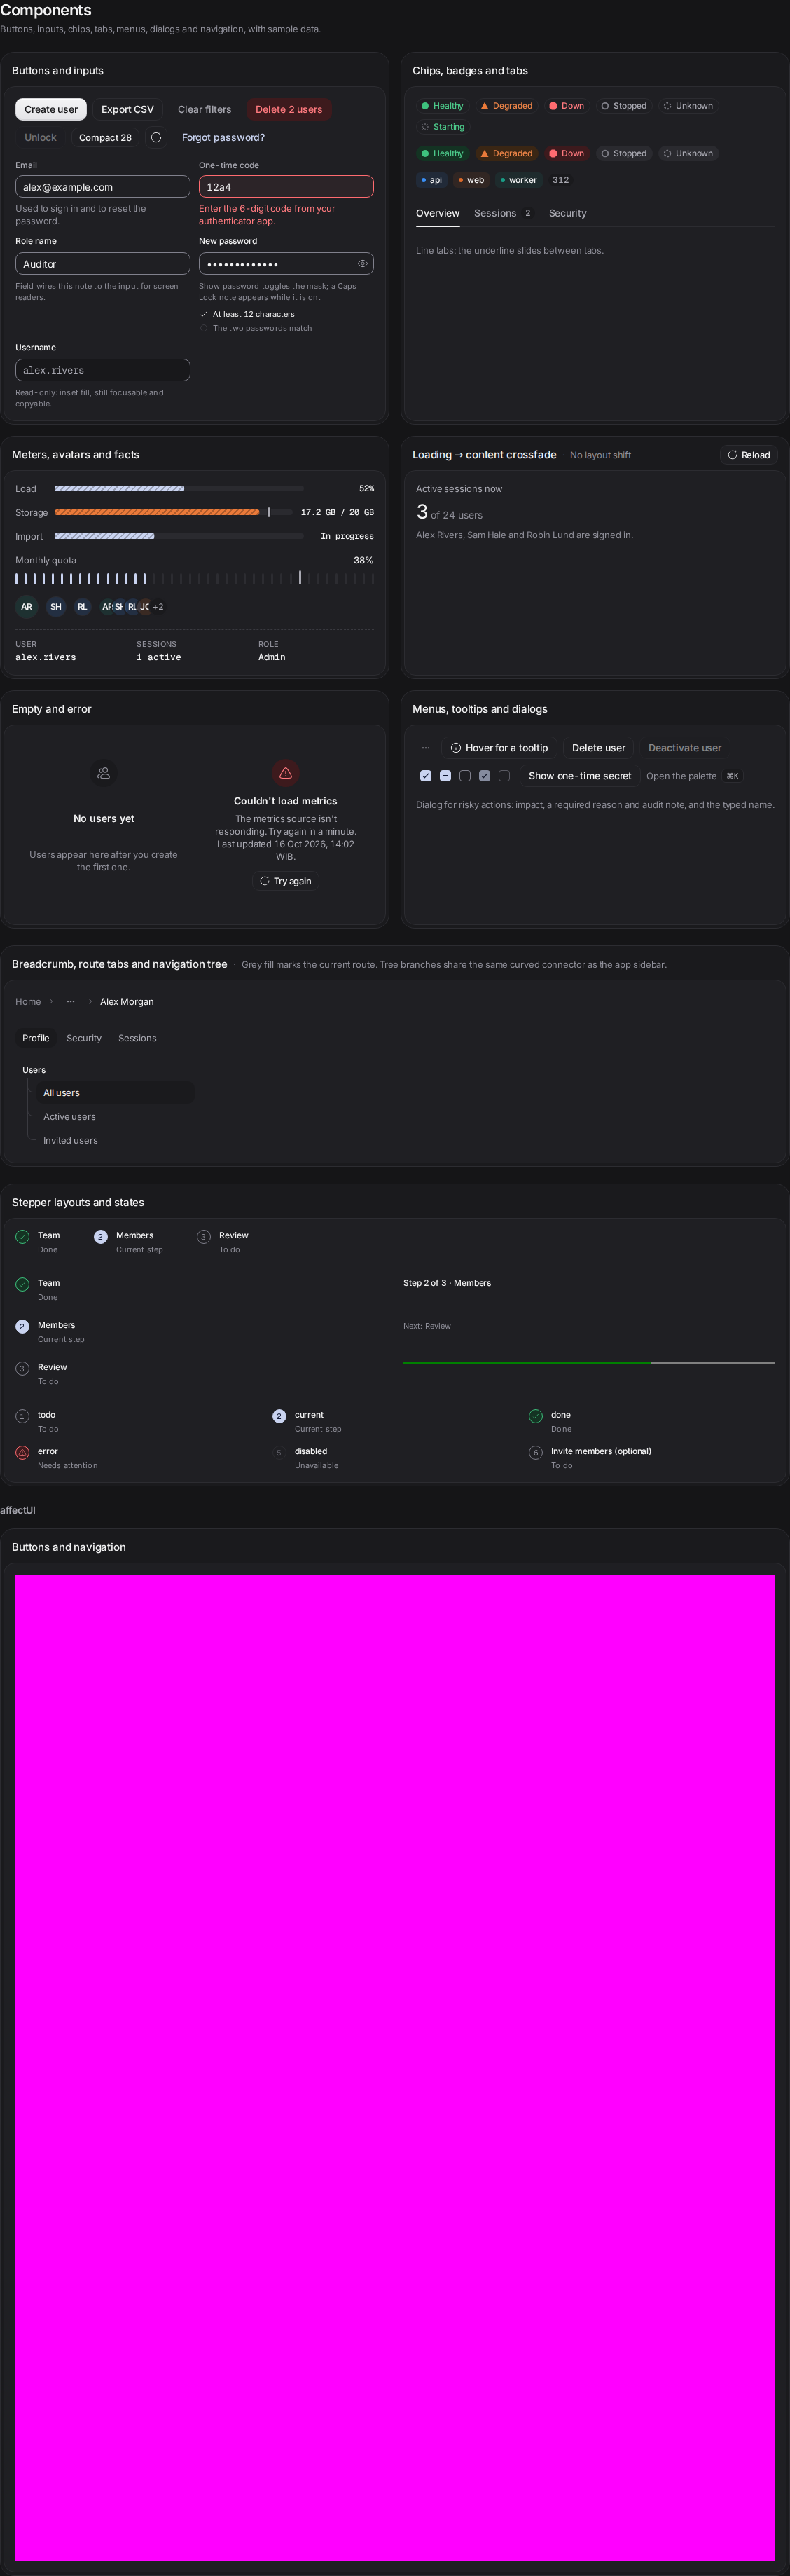 Components
Buttons, inputs, chips, tabs, menus, dialogs and navigation, with sample data.
Buttons and inputs
Create user
Export CSV
Clear filters
Delete 2 users
Unlock
Compact 28
Forgot password?
Email
alex@example.com
Used to sign in and to reset the
password.
One-time code
12a4
Enter the 6-digit code from your
authenticator app.
Role name
Auditor
Field wires this note to the input for screen
readers.
New password
Show password toggles the mask; a Caps
Lock note appears while it is on.
At least 12 characters
The two passwords match
Username
alex.rivers
Read-only: inset fill, still focusable and
copyable.
Chips, badges and tabs
Healthy
Degraded
Down
Stopped
Unknown
Starting
Healthy
Degraded
Down
Stopped
Unknown
api
web
worker
312
Overview
Sessions 2
Security
Line tabs: the underline slides between tabs.
Meters, avatars and facts
Load
52%
Storage
17.2 GB / 20 GB
Import
In progress
Monthly quota
38%
AR
SH
RL
+2
USER
alex.rivers
SESSIONS
1 active
ROLE
Admin
Loading → content crossfade · No layout shift
Reload
Active sessions now
3 of 24 users
Alex Rivers, Sam Hale and Robin Lund are signed in.
Empty and error
No users yet
Users appear here after you create
the first one.
Couldn't load metrics
The metrics source isn't
responding. Try again in a minute.
Last updated 16 Oct 2026, 14:02
WIB.
Try again
Menus, tooltips and dialogs
Hover for a tooltip
Delete user
Deactivate user
Show one-time secret
Open the palette ⌘K
Dialog for risky actions: impact, a required reason and audit note, and the typed name.
Breadcrumb, route tabs and navigation tree · Grey fill marks the current route. Tree branches share the same curved connector as the app sidebar.
Home
Alex Morgan
Profile
Security
Sessions
Users
All users
Active users
Invited users
Stepper layouts and states
Team
Done
2
Members
Current step
3
Review
To do
Team
Done
2
Members
Current step
3
Review
To do
Step 2 of 3 · Members
Next: Review
1
todo
To do
2
current
Current step
done
Done
error
Needs attention
5
disabled
Unavailable
6
Invite members (optional)
To do
affectUI
Buttons and navigation